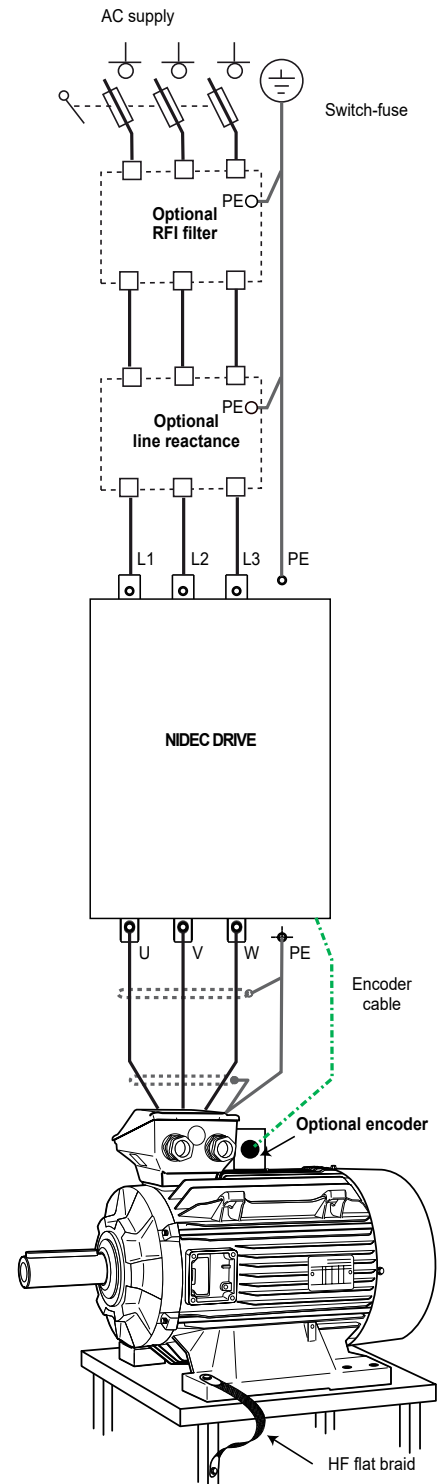 AC supply
Switch-fuse
PE
Optional
RFI filter
PE
Optional
line reactance
L1 L2 L3 PE
NIDEC DRIVE
U V W PE
Encoder
cable
Optional encoder
HF flat braid